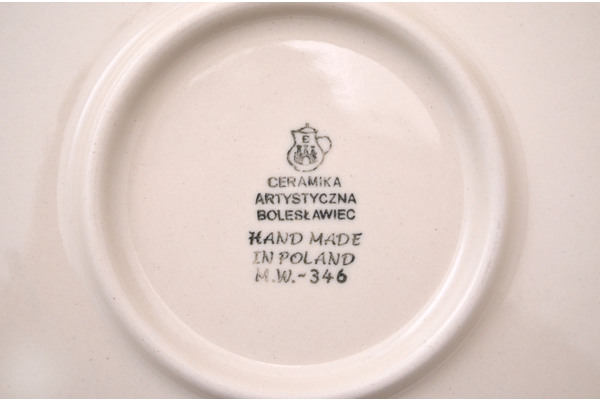 CERAMIKA
ARTYSTYCZNA
BOLESŁAWIEC
HAND MADE
IN POLAND
M.W.~346